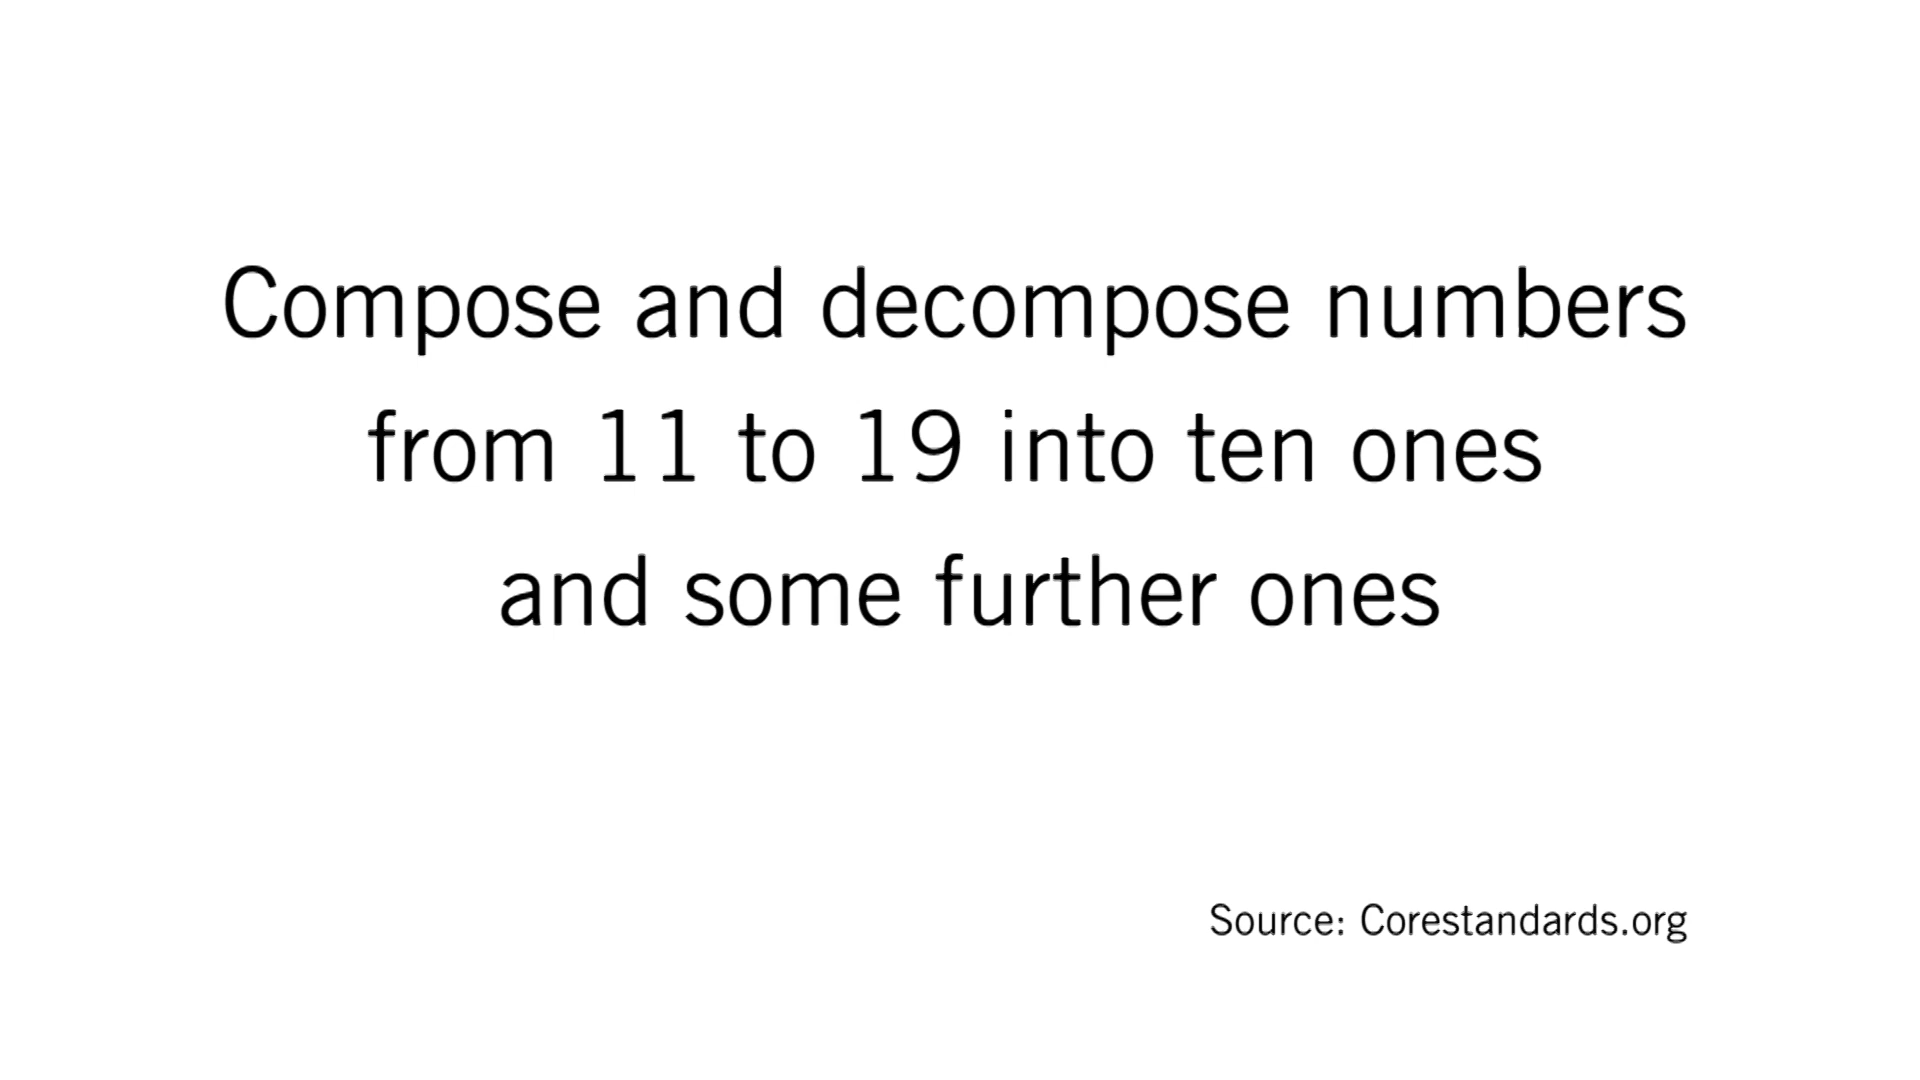 Compose and decompose numbers
from 11 to 19 into ten ones
and some further ones
Source: Corestandards.org